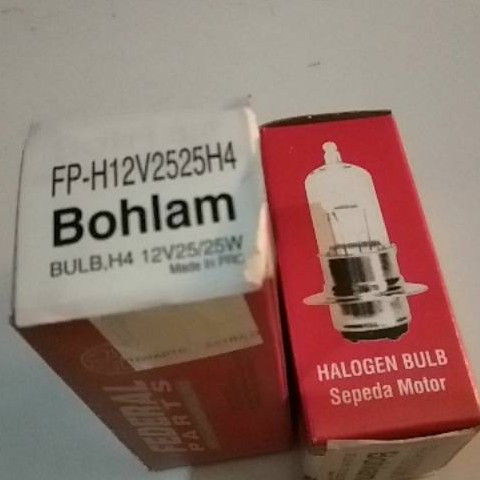 FP-H12V2525H4
Bohlam
BULB,H4 12V25/25W
Made In PRC
FEDERAL
PARTS
HALOGEN BULB
Sepeda Motor